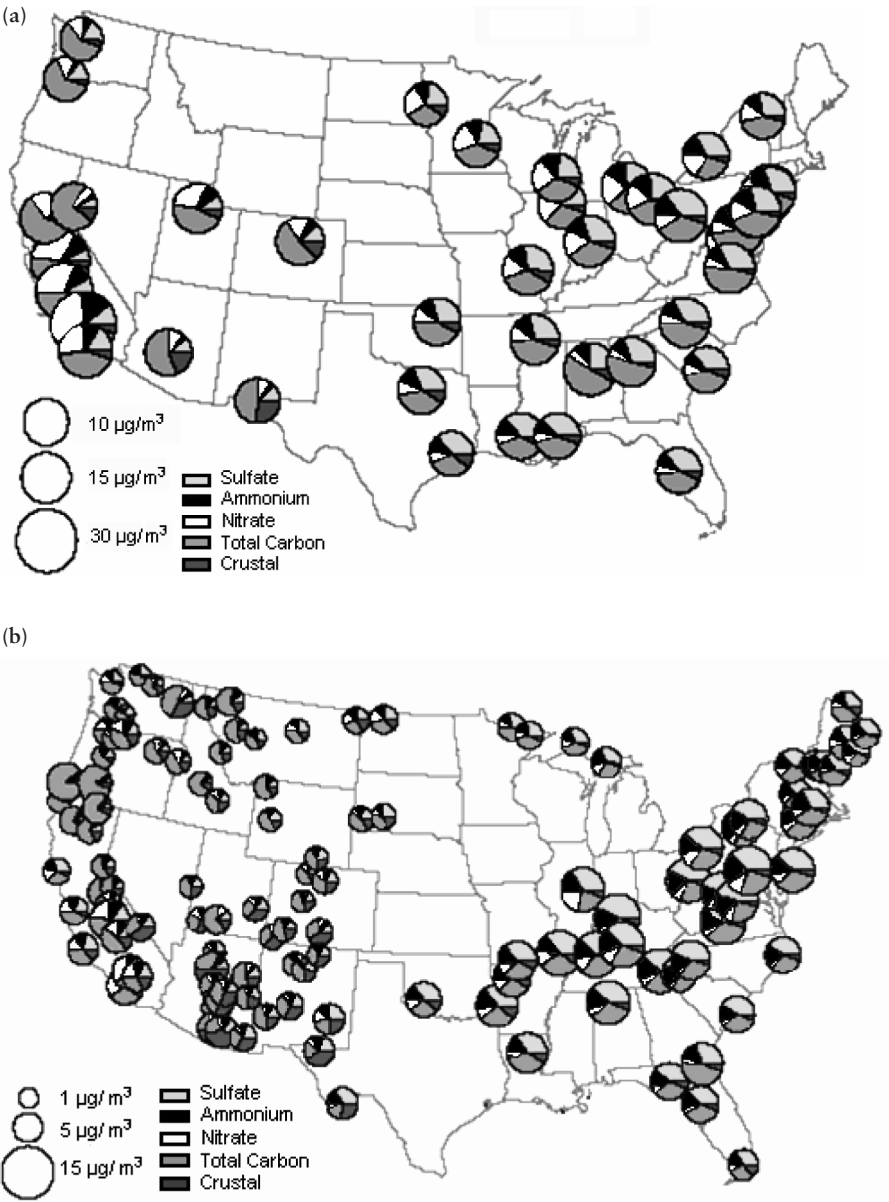 (a)
10 µg/m³
15 µg/m³
30 µg/m³
Sulfate
Ammonium
Nitrate
Total Carbon
Crustal
(b)
1 µg/ m³
5 µg/ m³
15 µg/ m³
Sulfate
Ammonium
Nitrate
Total Carbon
Crustal